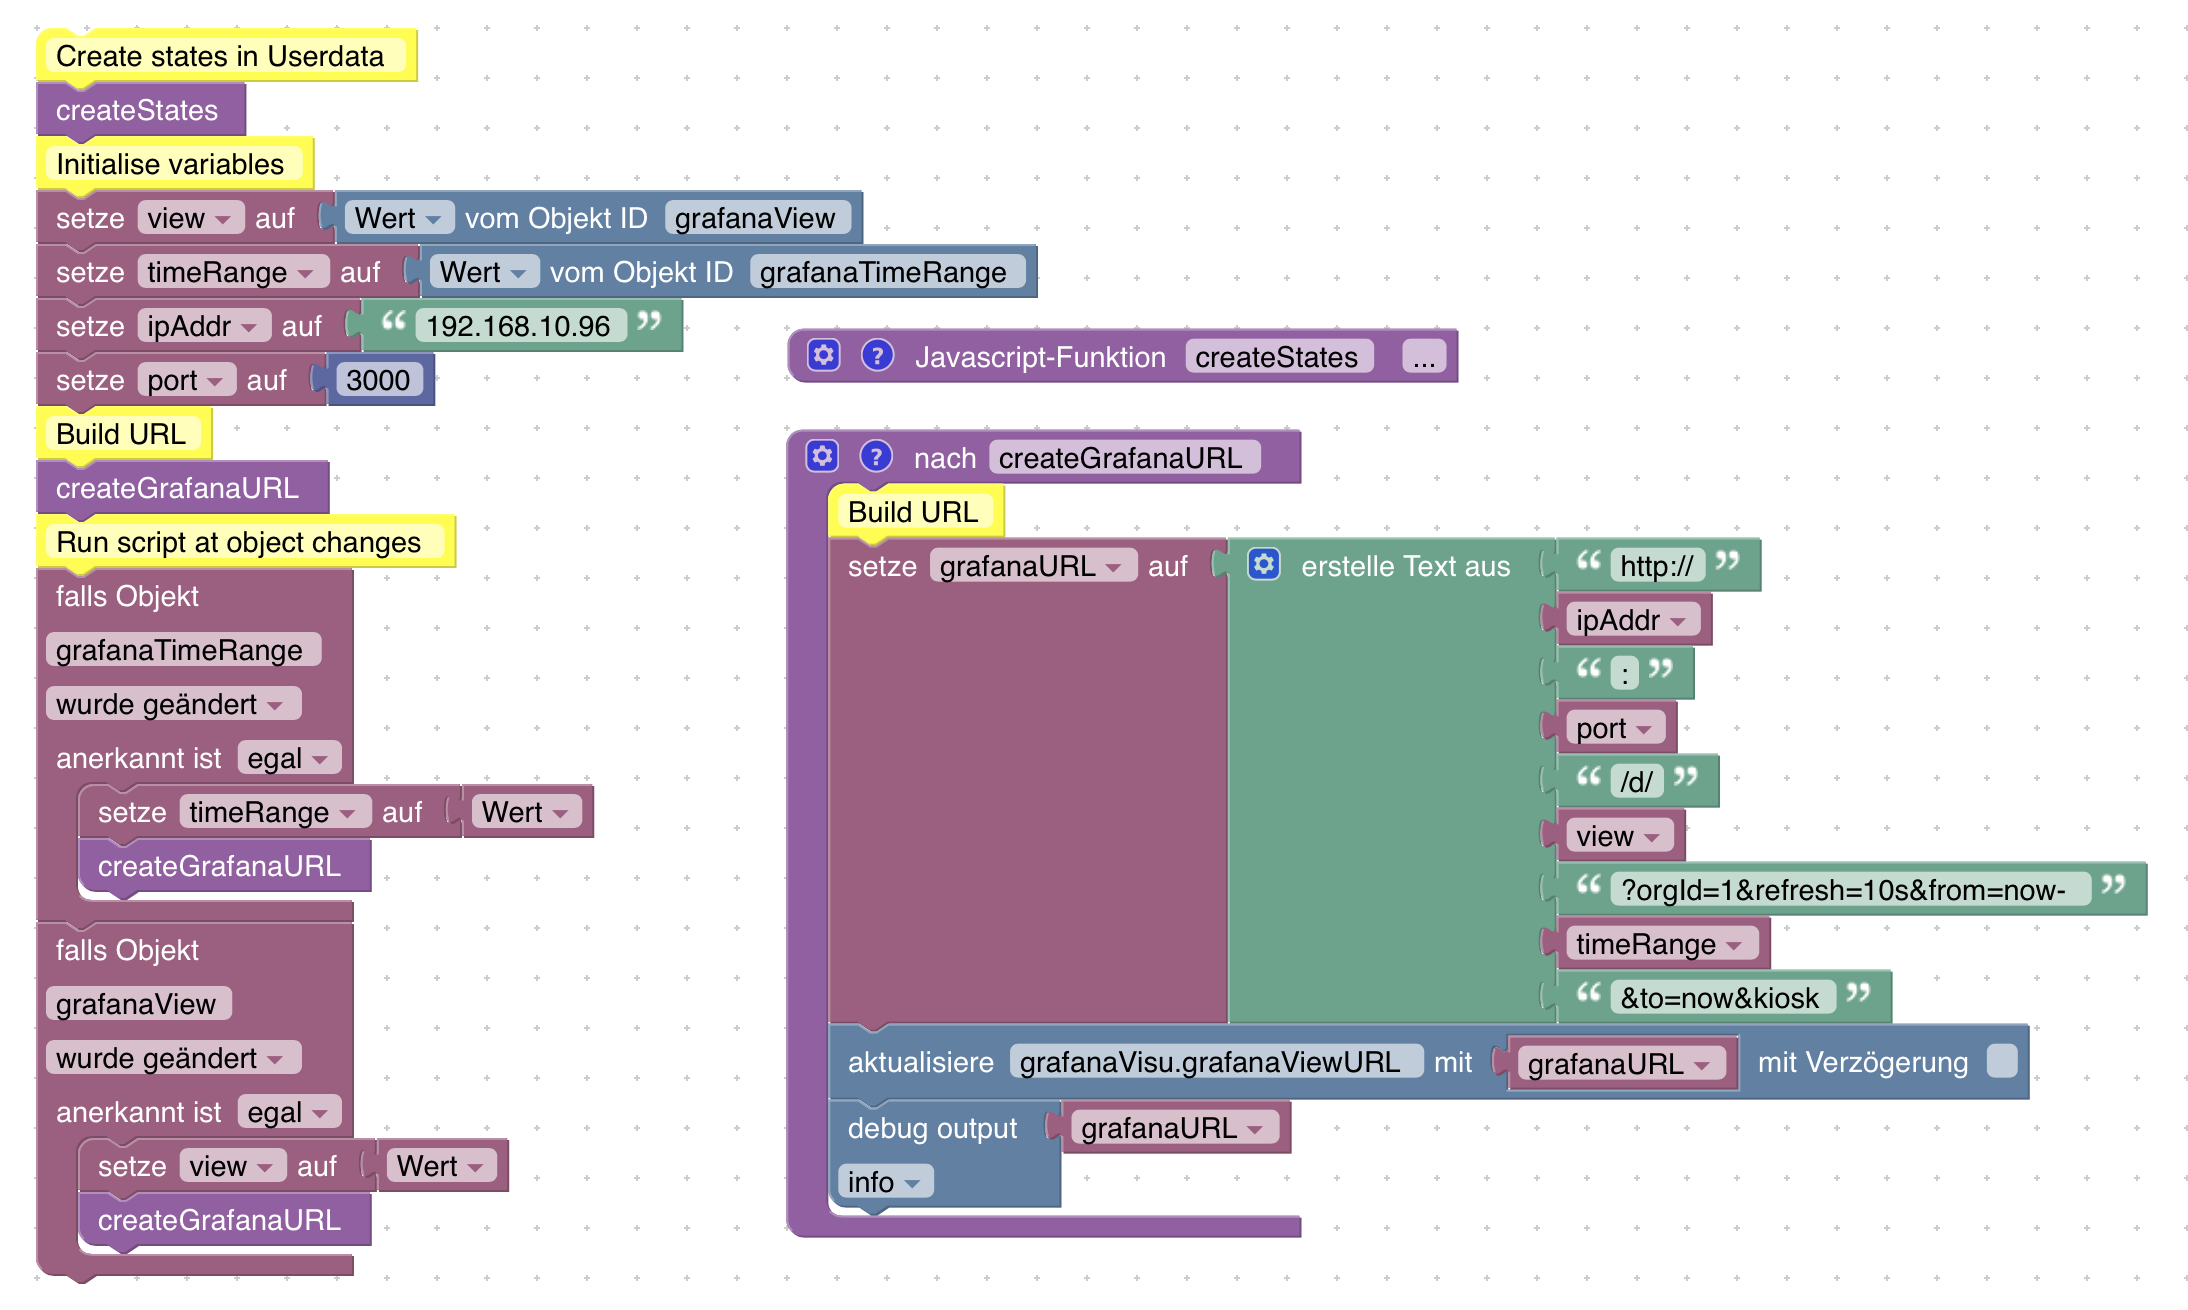 Create states in Userdata
createStates
Initialise variables
setze view auf Wert vom Objekt ID grafanaView
setze timeRange auf Wert vom Objekt ID grafanaTimeRange
setze ipAddr auf “ 192.168.10.96 ”
setze port auf 3000
Build URL
createGrafanaURL
Run script at object changes
falls Objekt
grafanaTimeRange
wurde geändert
anerkannt ist egal
setze timeRange auf Wert
createGrafanaURL
falls Objekt
grafanaView
wurde geändert
anerkannt ist egal
setze view auf Wert
createGrafanaURL
? Javascript-Funktion createStates ...
? nach createGrafanaURL
Build URL
setze grafanaURL auf erstelle Text aus “ http:// ”
ipAddr
“ : ”
port
“ /d/ ”
view
“ ?orgId=1&refresh=10s&from=now- ”
timeRange
“ &to=now&kiosk ”
aktualisiere grafanaVisu.grafanaViewURL mit grafanaURL mit Verzögerung
debug output grafanaURL
info